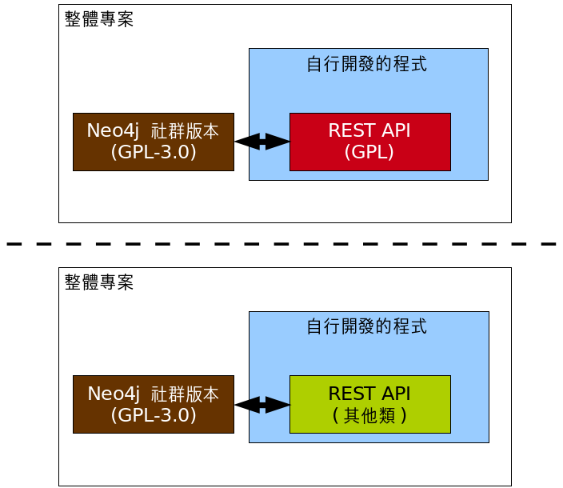 整體專案
自行開發的程式
Neo4j 社群版本
(GPL-3.0)
REST API
(GPL)
整體專案
自行開發的程式
Neo4j 社群版本
(GPL-3.0)
REST API
(其他類)